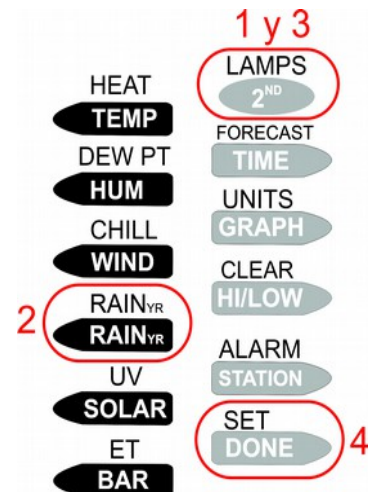 1 y 3
LAMPS
2ND
HEAT
TEMP
FORECAST
TIME
DEW PT
HUM
UNITS
GRAPH
CHILL
WIND
CLEAR
HI/LOW
2
RAINYR
RAINYR
ALARM
STATION
UV
SOLAR
SET
DONE
4
ET
BAR